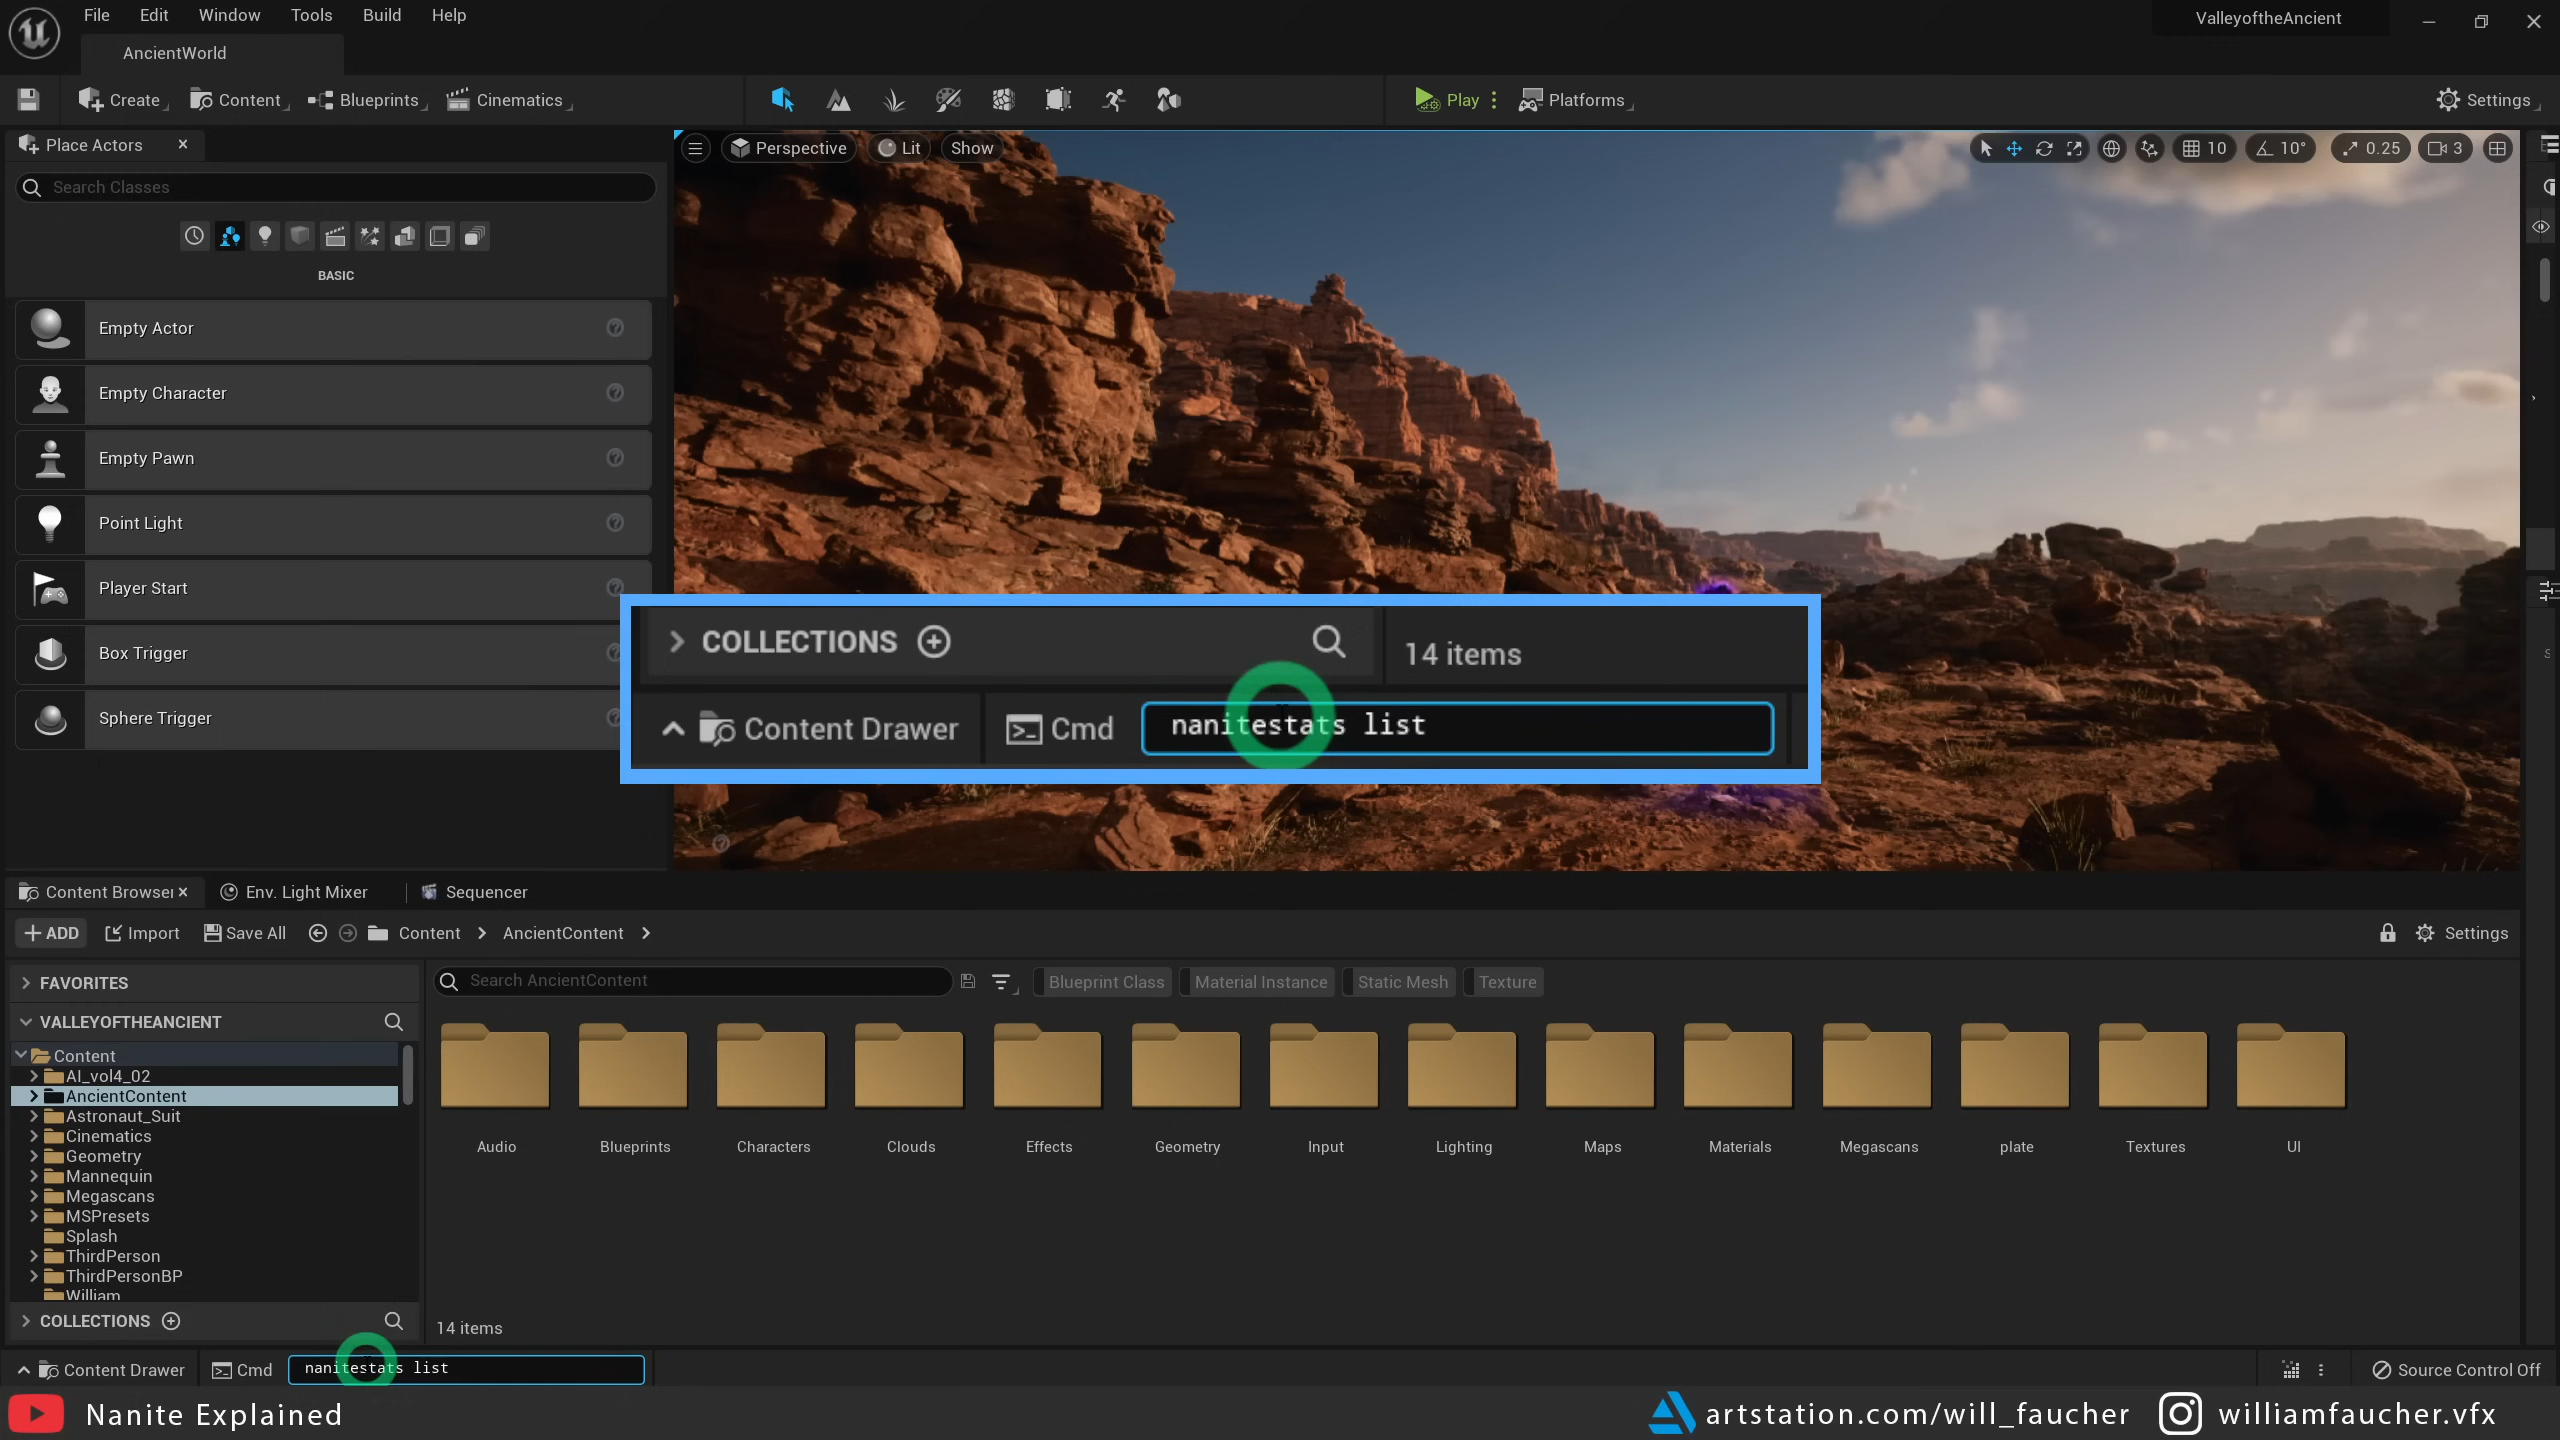 File Edit Window Tools Build Help
ValleyoftheAncient
AncientWorld
Create Content Blueprints Cinematics Play Platforms Settings
Place Actors
Perspective Lit Show 10 10° 0.25 3
Search Classes
BASIC
Empty Actor
Empty Character
Empty Pawn
Point Light
Player Start
Box Trigger
Sphere Trigger
COLLECTIONS 14 items
Content Drawer Cmd nanitestats list
Content Browser Env. Light Mixer Sequencer
ADD Import Save All Content AncientContent Settings
FAVORITES
Search AncientContent Blueprint Class Material Instance Static Mesh Texture
VALLEYOFTHEANCIENT
Content
AI_vol4_02
AncientContent
Astronaut_Suit
Cinematics
Geometry
Mannequin
Megascans
MSPresets
Splash
ThirdPerson
ThirdPersonBP
William
Audio Blueprints Characters Clouds Effects Geometry Input Lighting Maps Materials Megascans plate Textures UI
COLLECTIONS
14 items
Content Drawer Cmd nanitestats list Source Control Off
Nanite Explained artstation.com/will_faucher williamfaucher.vfx